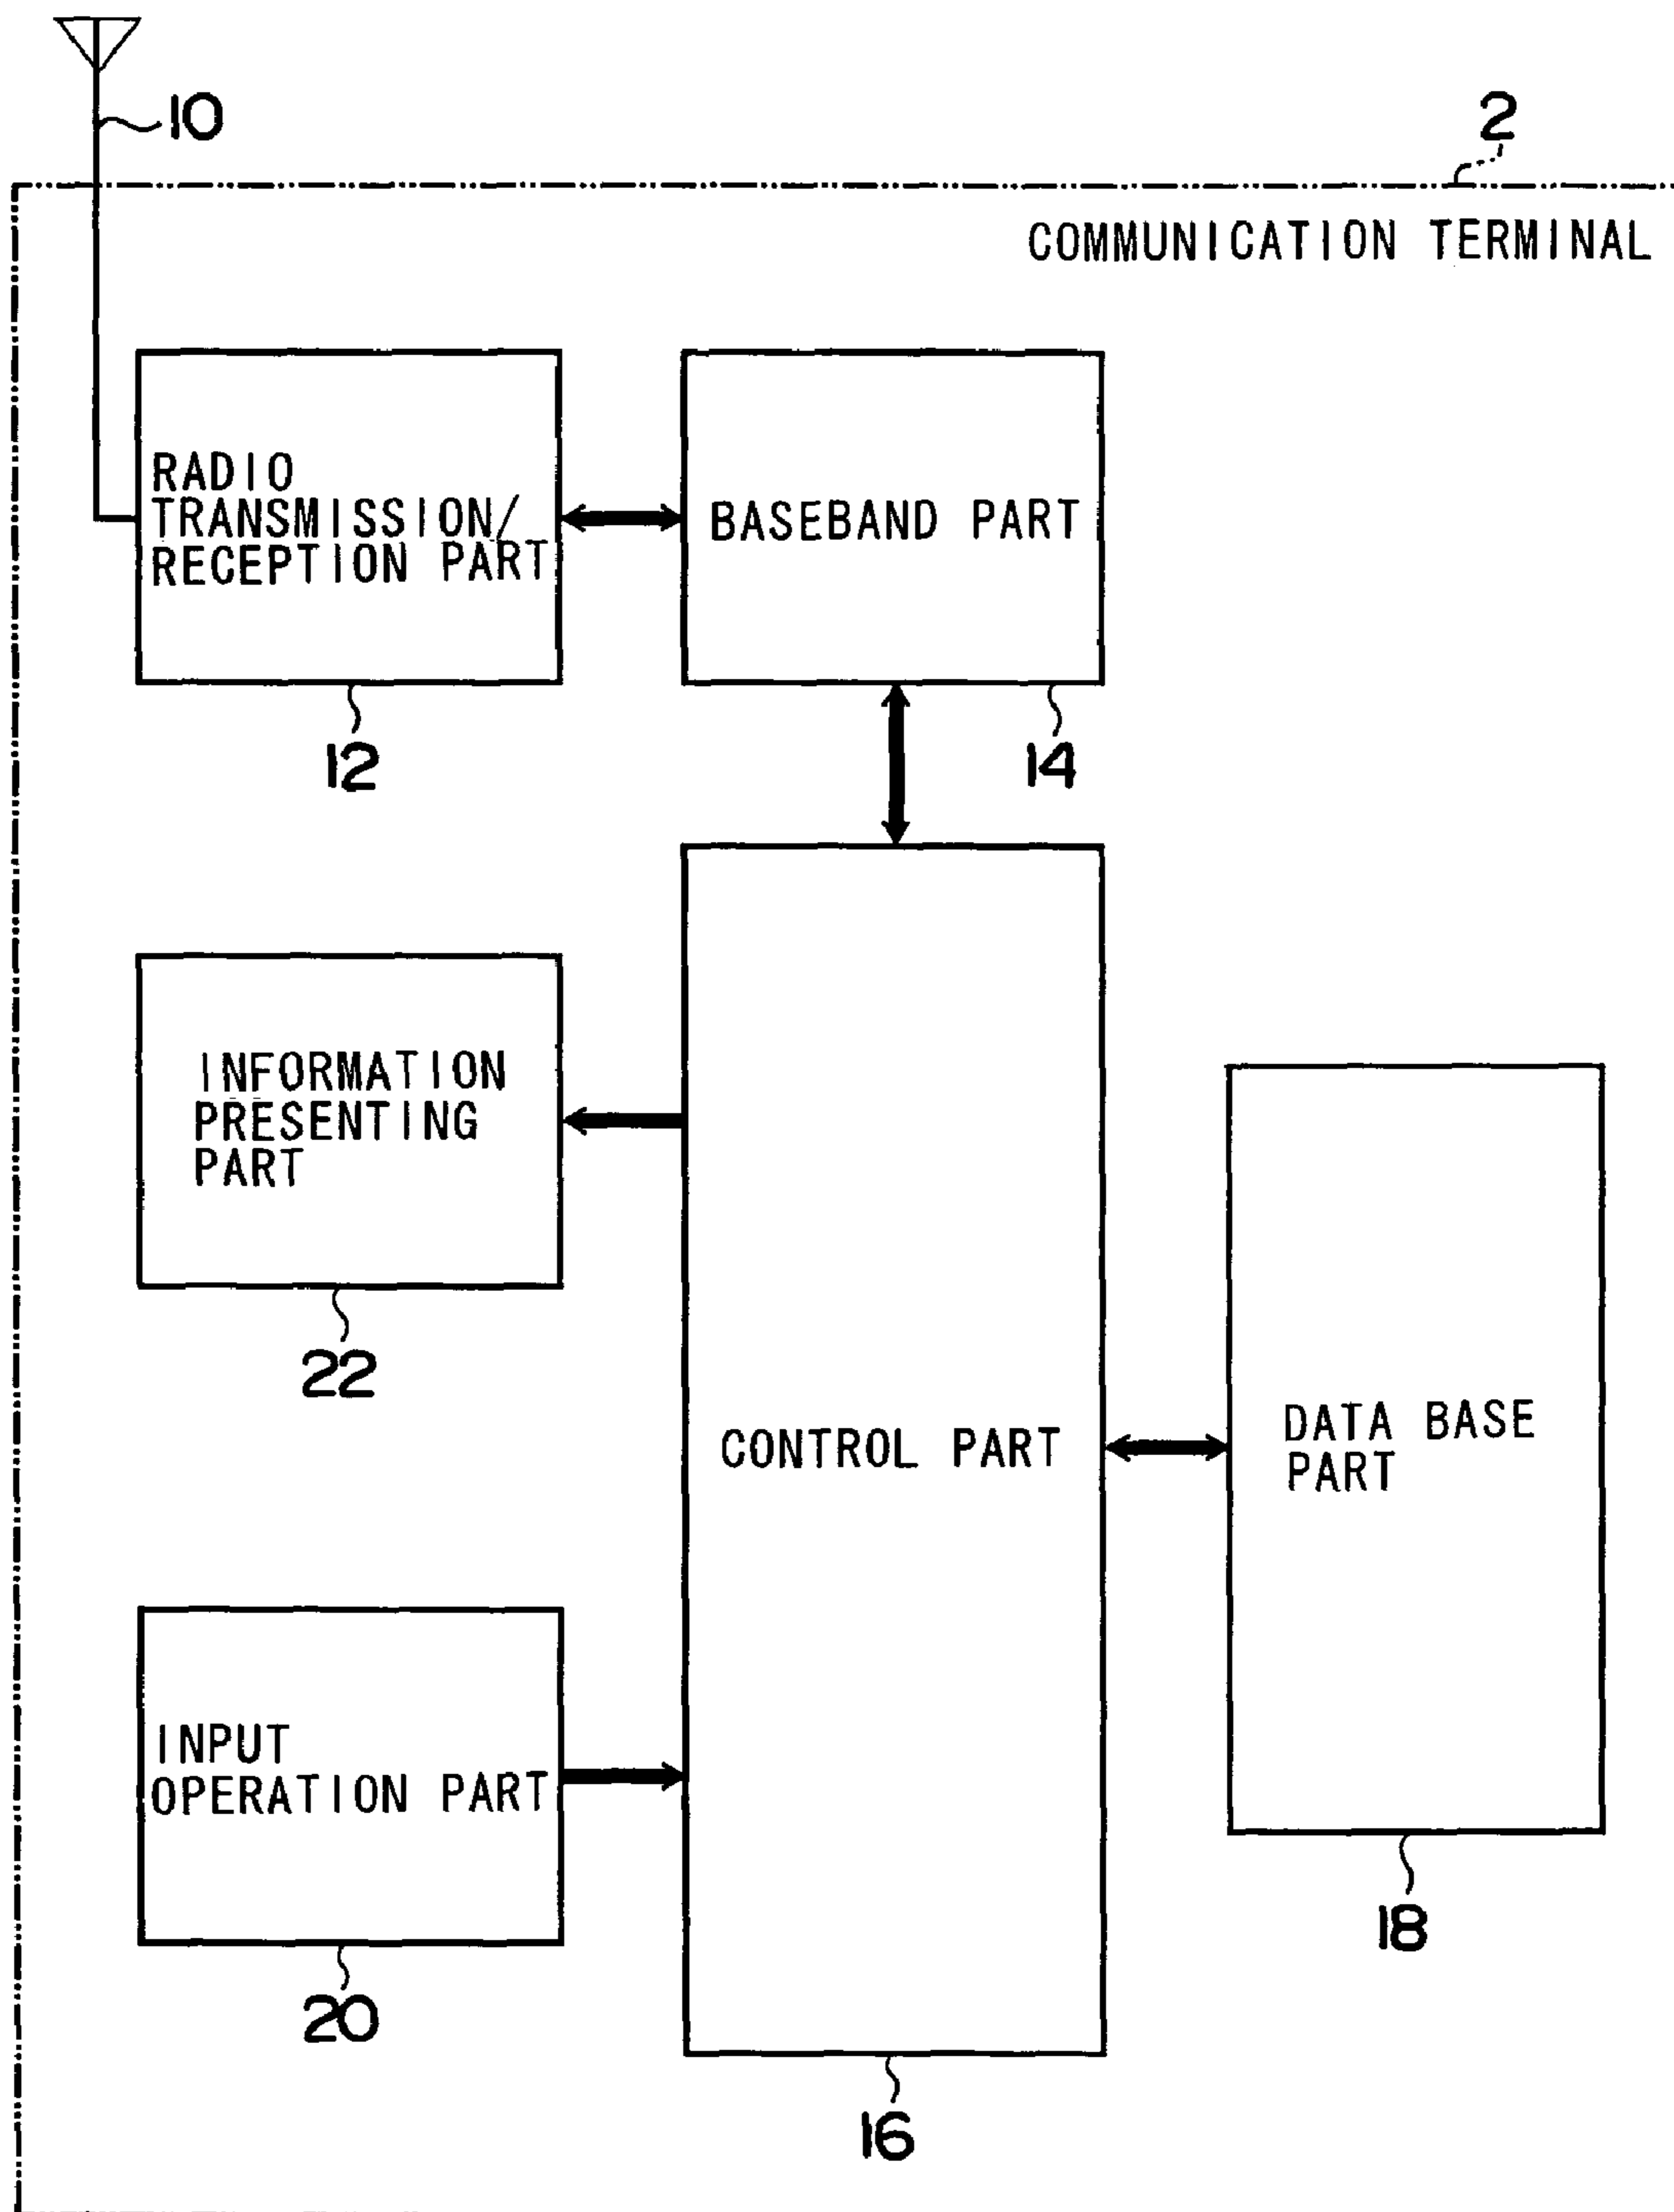 10
2
COMMUNICATION TERMINAL
RADIO
TRANSMISSION/
RECEPTION PART
BASEBAND PART
12
14
INFORMATION
PRESENTING
PART
22
CONTROL PART
DATA BASE
PART
INPUT
OPERATION PART
18
20
16